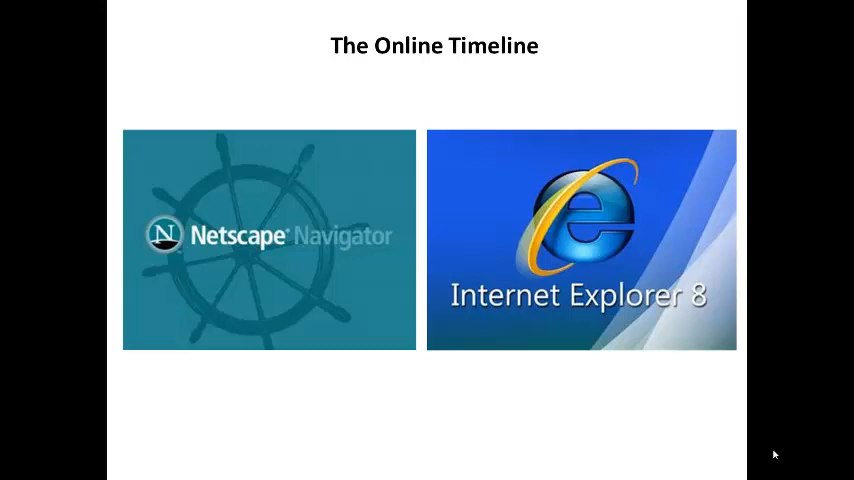 The Online Timeline
N Netscape® Navigator
e
Internet Explorer 8